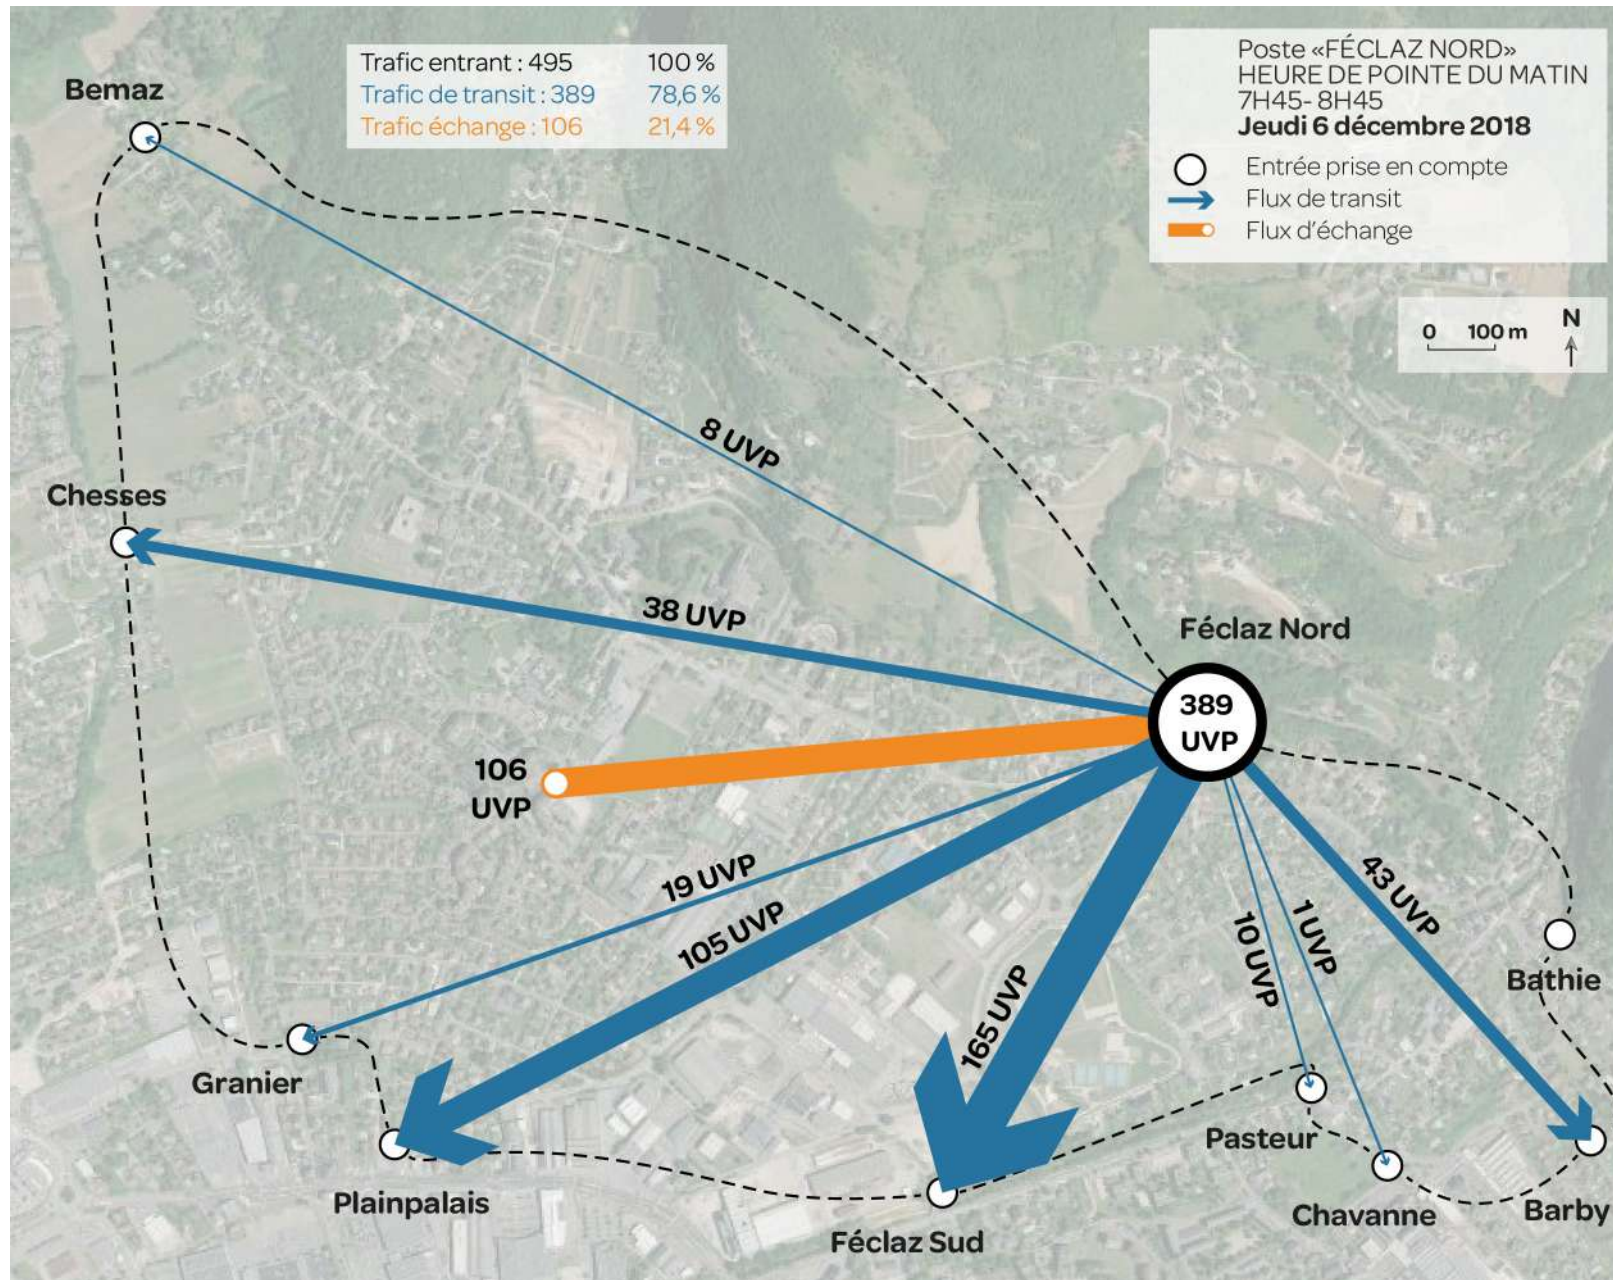 Trafic entrant : 495 100 %
Trafic de transit : 389 78,6 %
Trafic échange : 106 21,4 %
Poste «FÉCLAZ NORD»
HEURE DE POINTE DU MATIN
7H45- 8H45
Jeudi 6 décembre 2018
Entrée prise en compte
Flux de transit
Flux d'échange
0 100 m
N
Bemaz
8 UVP
Chesses
38 UVP
Féclaz Nord
389
UVP
106
UVP
19 UVP
105 UVP
165 UVP
10 UVP
1 UVP
43 UVP
Bathie
Granier
Plainpalais
Féclaz Sud
Pasteur
Chavanne
Barby